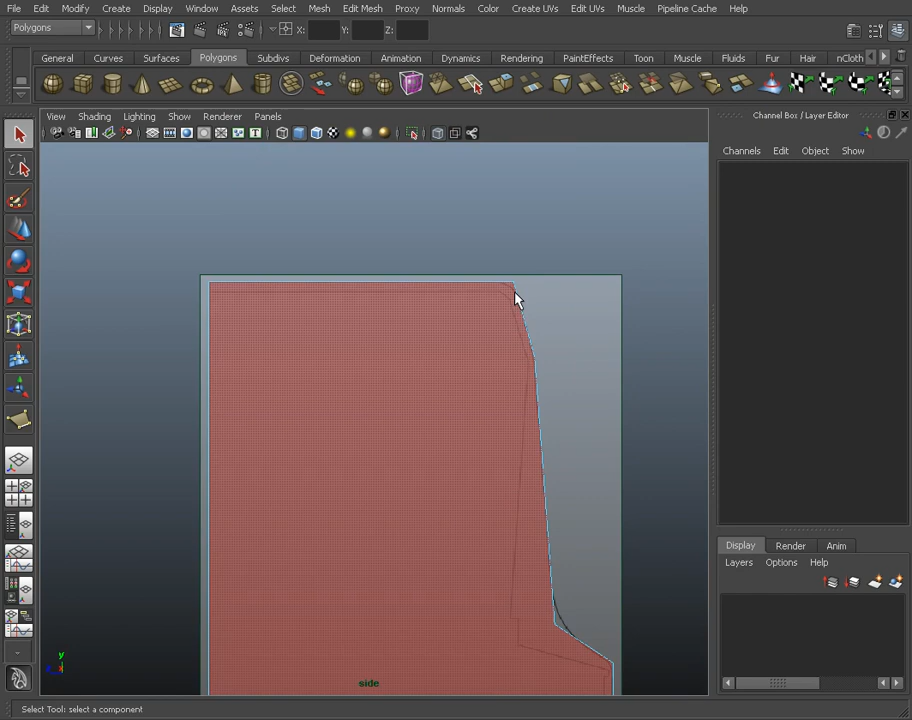 File Edit Modify Create Display Window Assets Select Mesh Edit Mesh Proxy Normals Color Create UVs Edit UVs Muscle Pipeline Cache Help
Polygons X: Y: Z:
General Curves Surfaces Polygons Subdivs Deformation Animation Dynamics Rendering PaintEffects Toon Muscle Fluids Fur Hair nCloth
View Shading Lighting Show Renderer Panels
Channel Box / Layer Editor
Channels Edit Object Show
Display Render Anim
Layers Options Help
y
side
Select Tool: select a component